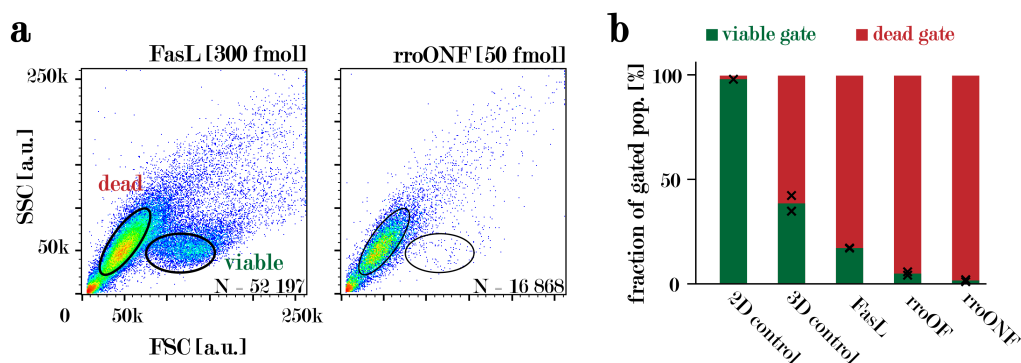 a
FasL [300 fmol]
rroONF [50 fmol]
250k
50k
SSC [a.u.]
dead
viable
N = 52 197
N = 16 868
0
50k
250k
FSC [a.u.]
b
viable gate
dead gate
fraction of gated pop. [%]
100
50
0
2D control
3D control
FasL
rroOF
rroONF